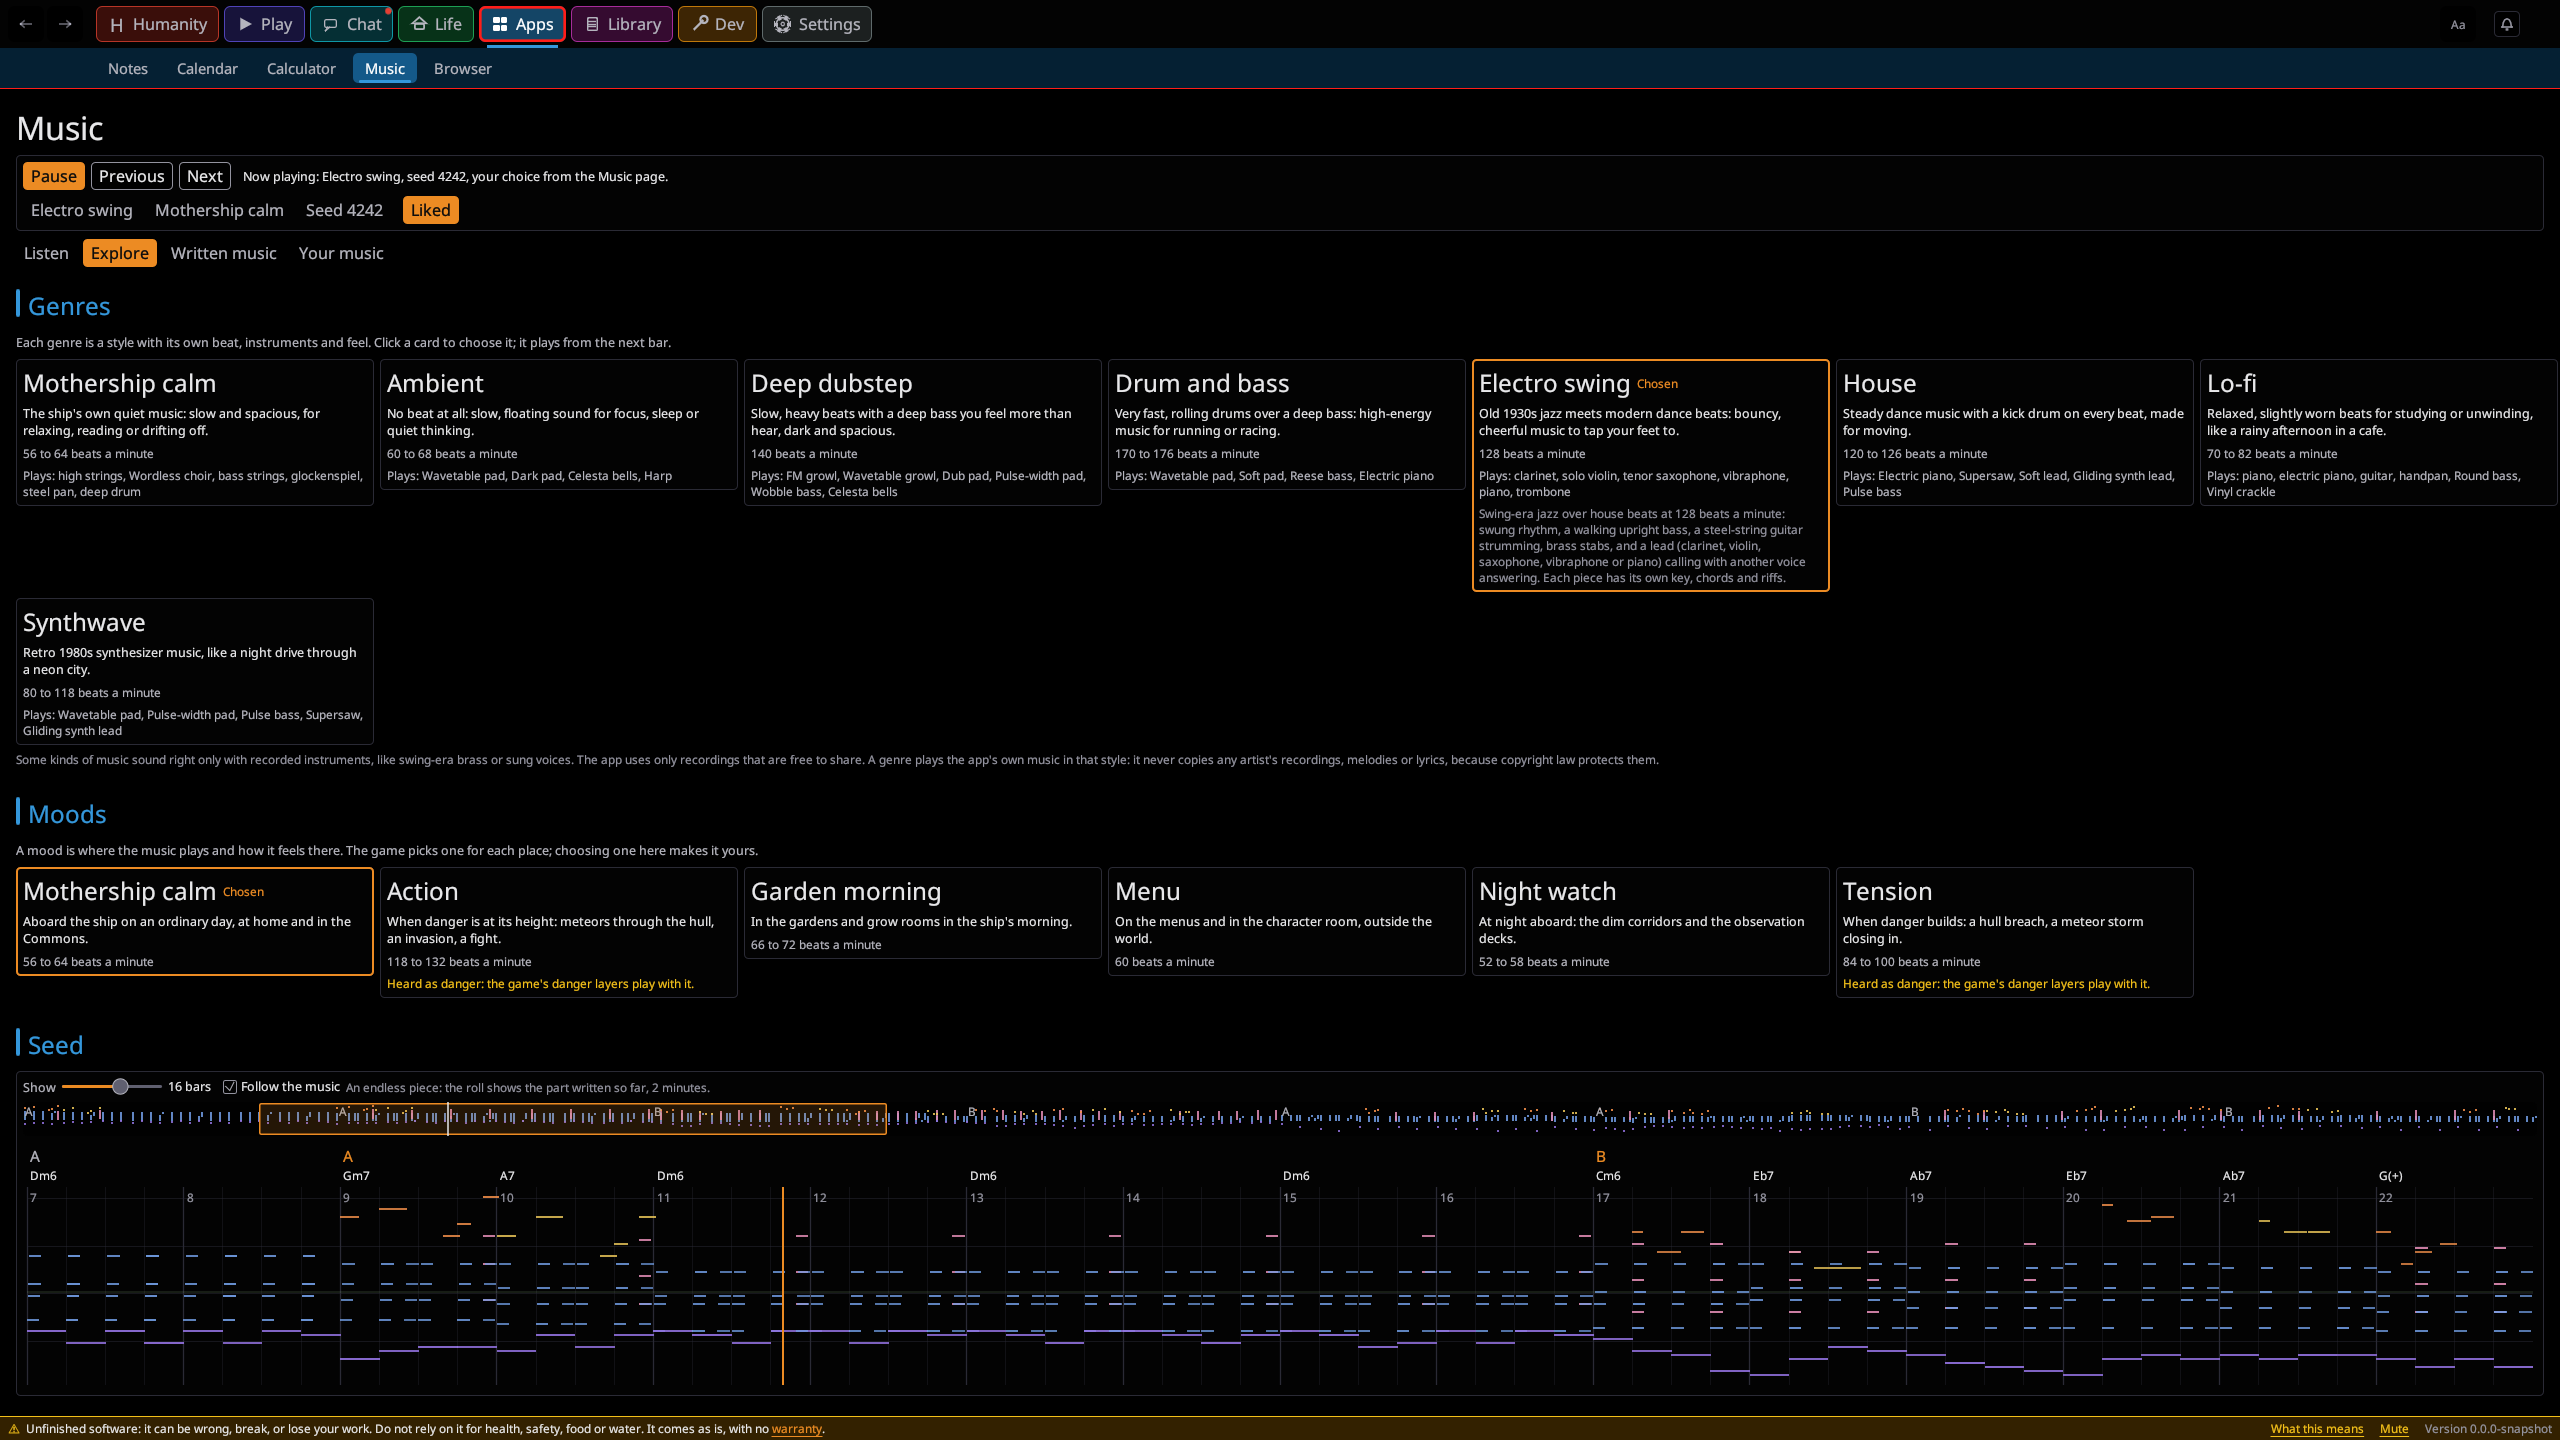 Humanity
Play
Chat
Life
Apps
Library
Dev
Settings
Aa
Notes
Calendar
Calculator
Music
Browser
Music
Pause
Previous
Next
Now playing: Electro swing, seed 4242, your choice from the Music page.
Electro swing
Mothership calm
Seed 4242
Liked
Listen
Explore
Written music
Your music
Genres
Each genre is a style with its own beat, instruments and feel. Click a card to choose it; it plays from the next bar.
Mothership calm
The ship's own quiet music: slow and spacious, for
relaxing, reading or drifting off.
56 to 64 beats a minute
Plays: high strings, Wordless choir, bass strings, glockenspiel,
steel pan, deep drum
Ambient
No beat at all: slow, floating sound for focus, sleep or
quiet thinking.
60 to 68 beats a minute
Plays: Wavetable pad, Dark pad, Celesta bells, Harp
Deep dubstep
Slow, heavy beats with a deep bass you feel more than
hear, dark and spacious.
140 beats a minute
Plays: FM growl, Wavetable growl, Dub pad, Pulse-width pad,
Wobble bass, Celesta bells
Drum and bass
Very fast, rolling drums over a deep bass: high-energy
music for running or racing.
170 to 176 beats a minute
Plays: Wavetable pad, Soft pad, Reese bass, Electric piano
Electro swing Chosen
Old 1930s jazz meets modern dance beats: bouncy,
cheerful music to tap your feet to.
128 beats a minute
Plays: clarinet, solo violin, tenor saxophone, vibraphone,
piano, trombone
Swing-era jazz over house beats at 128 beats a minute:
swung rhythm, a walking upright bass, a steel-string guitar
strumming, brass stabs, and a lead (clarinet, violin,
saxophone, vibraphone or piano) calling with another voice
answering. Each piece has its own key, chords and riffs.
House
Steady dance music with a kick drum on every beat, made
for moving.
120 to 126 beats a minute
Plays: Electric piano, Supersaw, Soft lead, Gliding synth lead,
Pulse bass
Lo-fi
Relaxed, slightly worn beats for studying or unwinding,
like a rainy afternoon in a cafe.
70 to 82 beats a minute
Plays: piano, electric piano, guitar, handpan, Round bass,
Vinyl crackle
Synthwave
Retro 1980s synthesizer music, like a night drive through
a neon city.
80 to 118 beats a minute
Plays: Wavetable pad, Pulse-width pad, Pulse bass, Supersaw,
Gliding synth lead
Some kinds of music sound right only with recorded instruments, like swing-era brass or sung voices. The app uses only recordings that are free to share. A genre plays the app's own music in that style: it never copies any artist's recordings, melodies or lyrics, because copyright law protects them.
Moods
A mood is where the music plays and how it feels there. The game picks one for each place; choosing one here makes it yours.
Mothership calm Chosen
Aboard the ship on an ordinary day, at home and in the
Commons.
56 to 64 beats a minute
Action
When danger is at its height: meteors through the hull,
an invasion, a fight.
118 to 132 beats a minute
Heard as danger: the game's danger layers play with it.
Garden morning
In the gardens and grow rooms in the ship's morning.
66 to 72 beats a minute
Menu
On the menus and in the character room, outside the
world.
60 beats a minute
Night watch
At night aboard: the dim corridors and the observation
decks.
52 to 58 beats a minute
Tension
When danger builds: a hull breach, a meteor storm
closing in.
84 to 100 beats a minute
Heard as danger: the game's danger layers play with it.
Seed
Show 16 bars Follow the music An endless piece: the roll shows the part written so far, 2 minutes.
A A B B A A B B
A A B
Dm6 Gm7 A7 Dm6 Dm6 Dm6 Cm6 Eb7 Ab7 Eb7 Ab7 G(+)
7 8 9 10 11 12 13 14 15 16 17 18 19 20 21 22
Unfinished software: it can be wrong, break, or lose your work. Do not rely on it for health, safety, food or water. It comes as is, with no warranty.
What this means
Mute
Version 0.0.0-snapshot